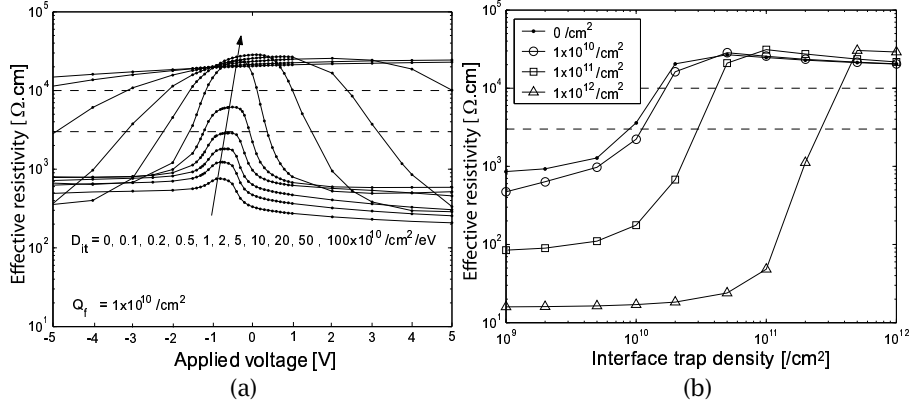 10^5
10^4
10^3
10^2
10^1
Effective resistivity [ Ω.cm]
D_it = 0, 0.1, 0.2, 0.5, 1, 2, 5, 10, 20, 50 , 100x10^10 /cm^2 /eV
Q_f = 1x10^10 /cm^2
-5 -4 -3 -2 -1 0 1 2 3 4 5
Applied voltage [V]
(a)
10^5
10^4
10^3
10^2
10^1
Effective resistivity [ Ω.cm]
0 /cm^2
1x10^10 /cm^2
1x10^11 /cm^2
1x10^12 /cm^2
10^9 10^10 10^11 10^12
Interface trap density [/cm²]
(b)